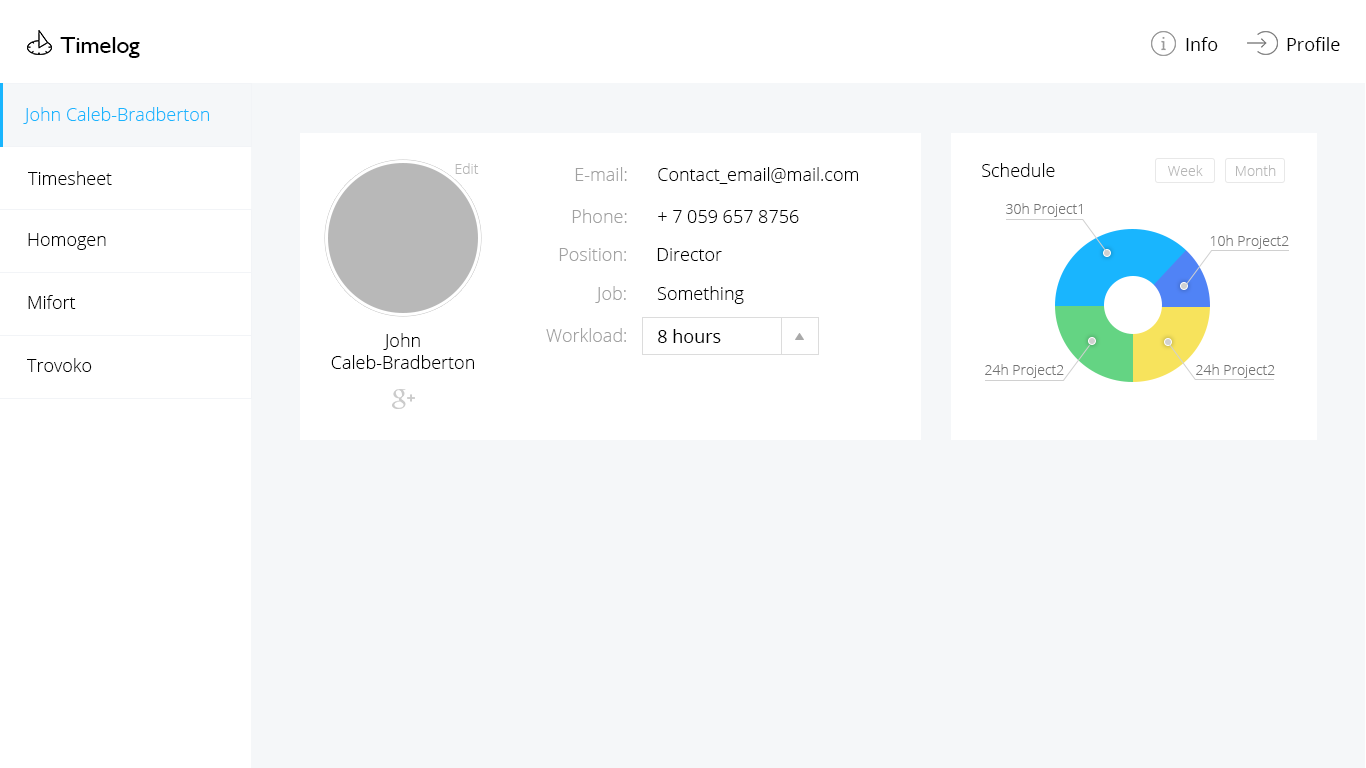 Timelog
Info
Profile
John Caleb-Bradberton
Timesheet
Homogen
Mifort
Trovoko
Edit
John
Caleb-Bradberton
g+
E-mail: Contact_email@mail.com
Phone: + 7 059 657 8756
Position: Director
Job: Something
Workload: 8 hours
Schedule
Week
Month
30h Project1
10h Project2
24h Project2
24h Project2